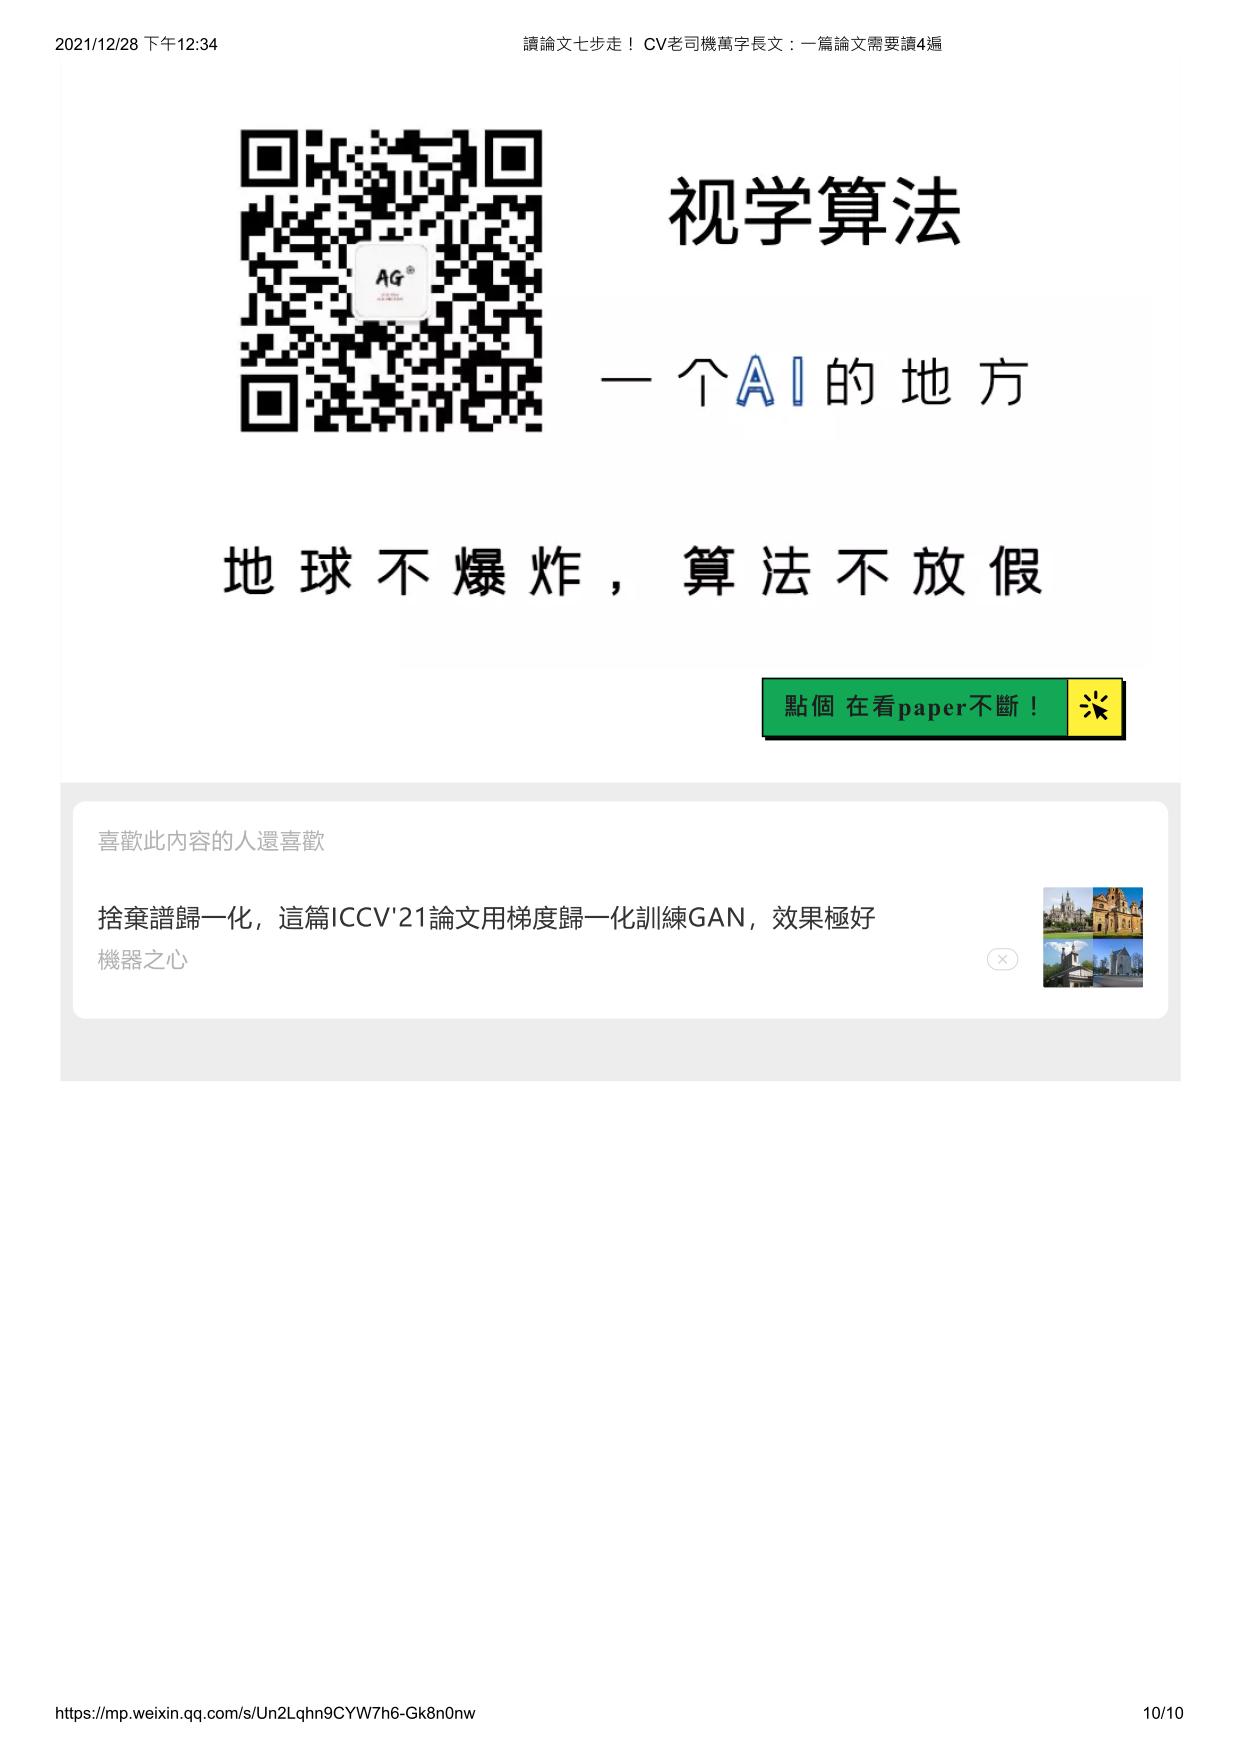 2021/12/28 下午12:34
讀論文七步走！ CV老司機萬字長文：一篇論文需要讀4遍
AG
视学算法
一个AI的地方
地球不爆炸，算法不放假
點個 在看paper不斷！
喜歡此內容的人還喜歡
捨棄譜歸一化，這篇ICCV'21論文用梯度歸一化訓練GAN，效果極好
機器之心
https://mp.weixin.qq.com/s/Un2Lqhn9CYW7h6-Gk8n0nw
10/10